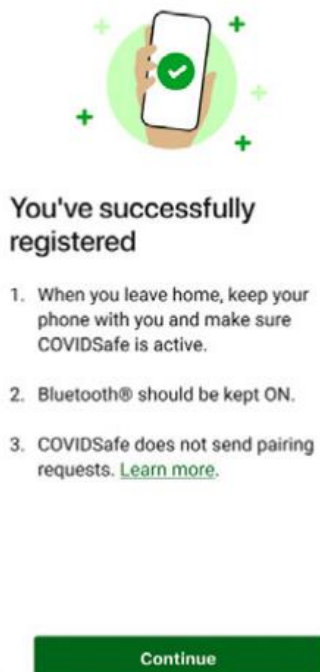 You've successfully
registered
1. When you leave home, keep your
phone with you and make sure
COVIDSafe is active.
2. Bluetooth® should be kept ON.
3. COVIDSafe does not send pairing
requests. Learn more.
Continue